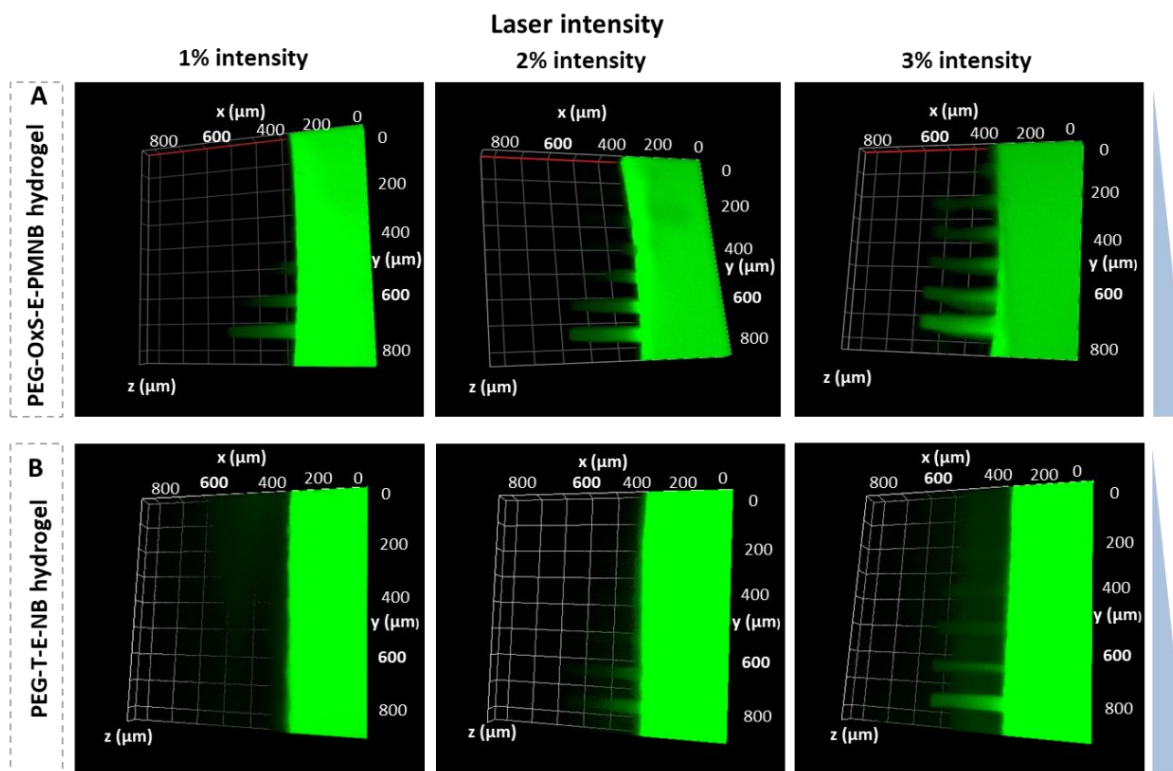 Laser intensity
1% intensity
2% intensity
3% intensity
A
PEG-OxS-E-PMNB hydrogel
x (µm)
800 600 400 200 0
0
200
400
y (µm)
600
800
z (µm)
x (µm)
800 600 400 200 0
0
200
400
y (µm)
600
800
z (µm)
x (µm)
800 600 400 200 0
0
200
400
y (µm)
600
800
z (µm)
B
PEG-T-E-NB hydrogel
x (µm)
800 600 400 200 0
0
200
400
y (µm)
600
800
z (µm)
x (µm)
800 600 400 200 0
0
200
400
y (µm)
600
800
z (µm)
x (µm)
800 600 400 200 0
0
200
400
y (µm)
600
800
z (µm)